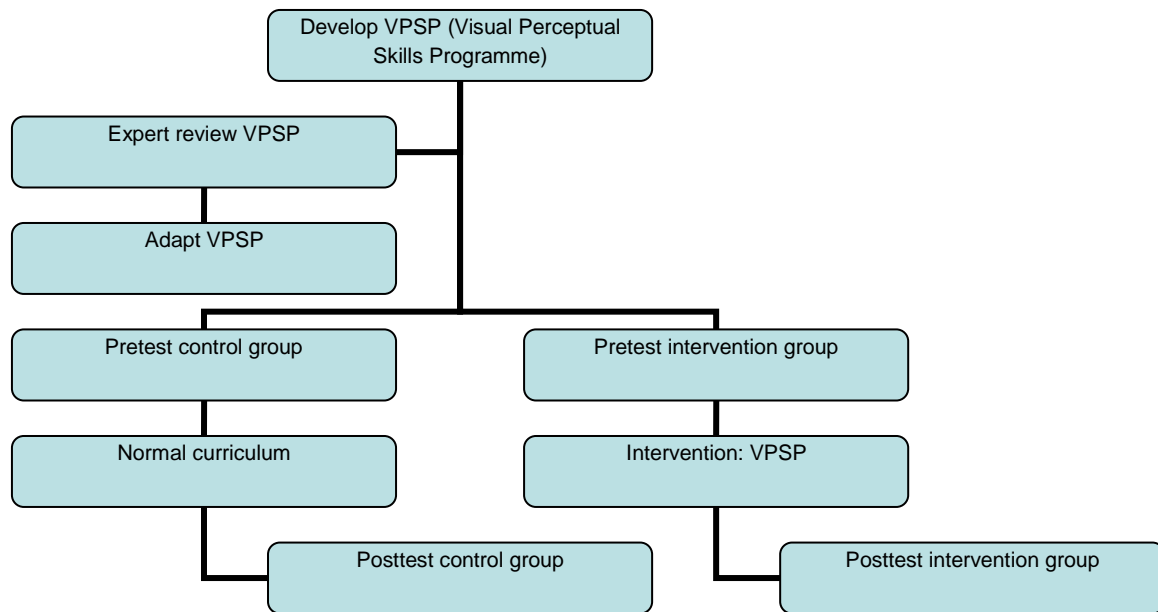 Develop VPSP (Visual Perceptual
Skills Programme)
Expert review VPSP
Adapt VPSP
Pretest control group
Pretest intervention group
Normal curriculum
Intervention: VPSP
Posttest control group
Posttest intervention group